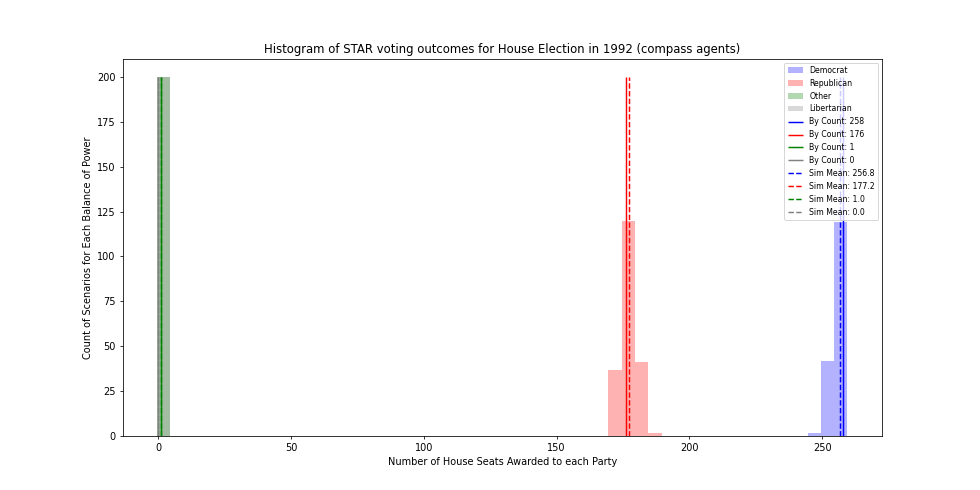 Histogram of STAR voting outcomes for House Election in 1992 (compass agents)
Count of Scenarios for Each Balance of Power
200
175
150
125
100
75
50
25
0
0
50
100
150
200
250
Number of House Seats Awarded to each Party
Democrat
Republican
Other
Libertarian
By Count: 258
By Count: 176
By Count: 1
By Count: 0
Sim Mean: 256.8
Sim Mean: 177.2
Sim Mean: 1.0
Sim Mean: 0.0